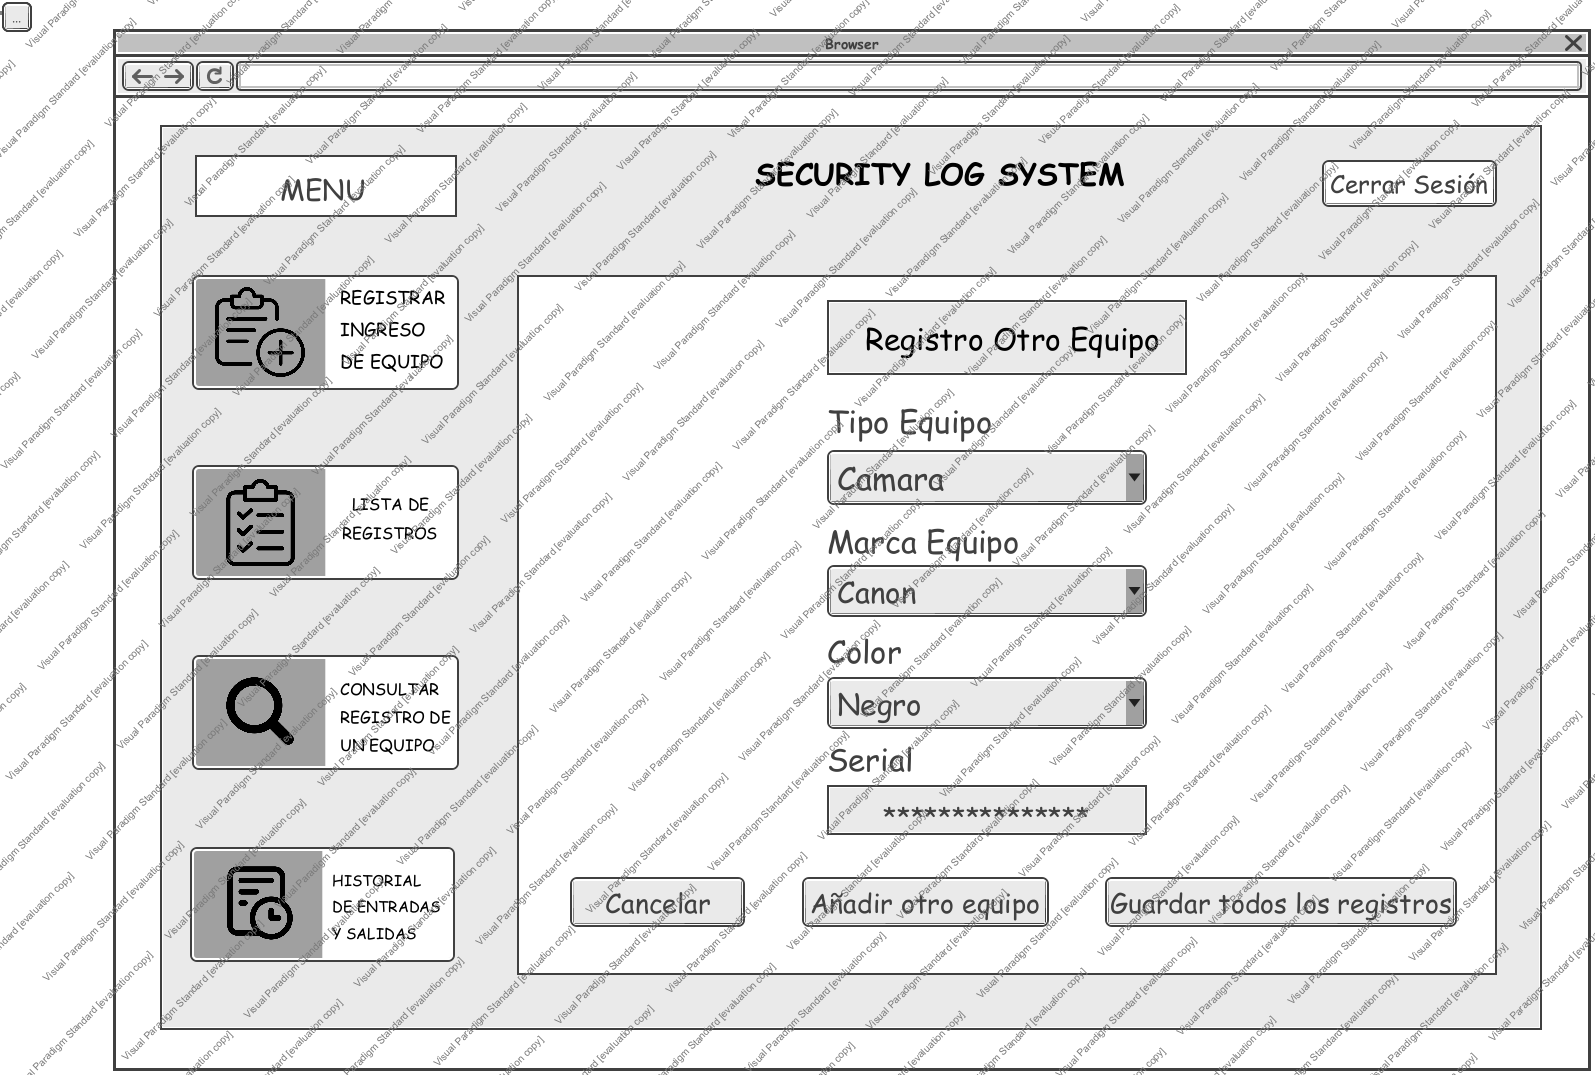 ...
Browser
MENU
SECURITY LOG SYSTEM
Cerrar Sesión
REGISTRAR
INGRESO
DE EQUIPO
LISTA DE
REGISTROS
CONSULTAR
REGISTRO DE
UN EQUIPO
HISTORIAL
DE ENTRADAS
Y SALIDAS
Registro Otro Equipo
Tipo Equipo
Camara
Marca Equipo
Canon
Color
Negro
Serial
***************
Cancelar
Añadir otro equipo
Guardar todos los registros
Visual Paradigm Standard [evaluation copy]